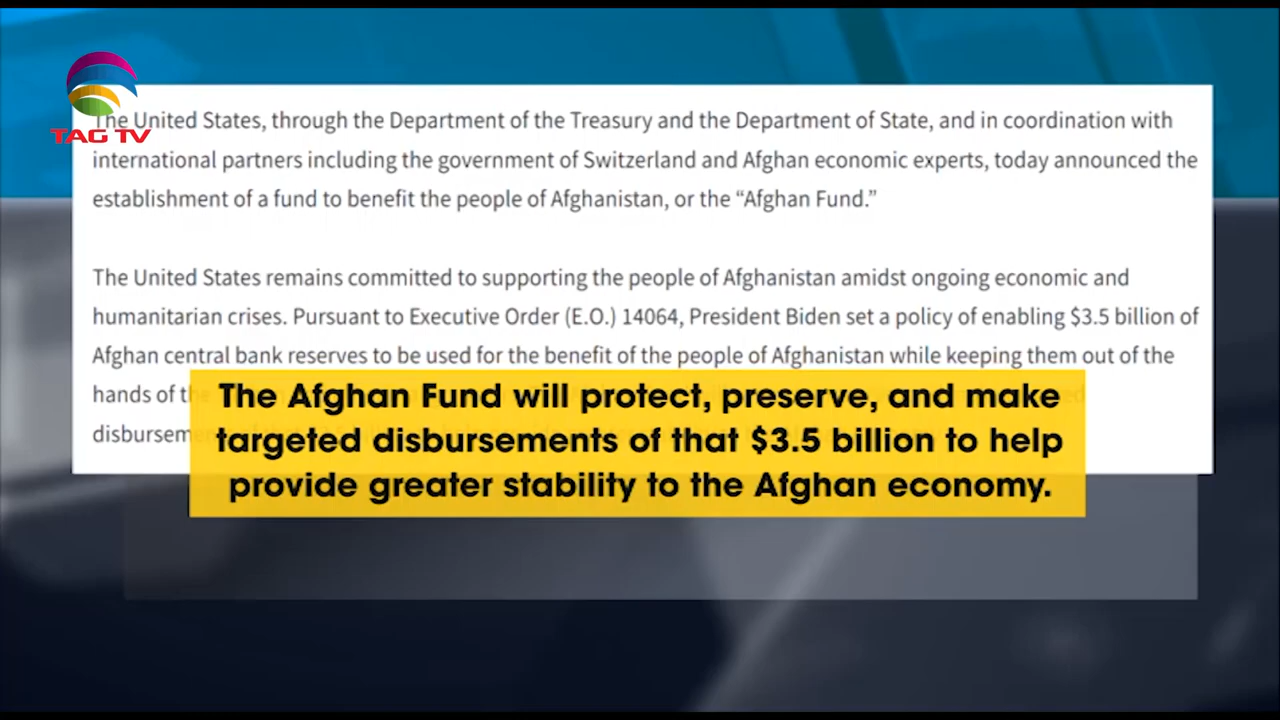 TAG TV
The United States, through the Department of the Treasury and the Department of State, and in coordination with
international partners including the government of Switzerland and Afghan economic experts, today announced the
establishment of a fund to benefit the people of Afghanistan, or the “Afghan Fund.”
The United States remains committed to supporting the people of Afghanistan amidst ongoing economic and
humanitarian crises. Pursuant to Executive Order (E.O.) 14064, President Biden set a policy of enabling $3.5 billion of
Afghan central bank reserves to be used for the benefit of the people of Afghanistan while keeping them out of the
hands of
The Afghan Fund will protect, preserve, and make
targeted disbursements of that $3.5 billion to help
provide greater stability to the Afghan economy.